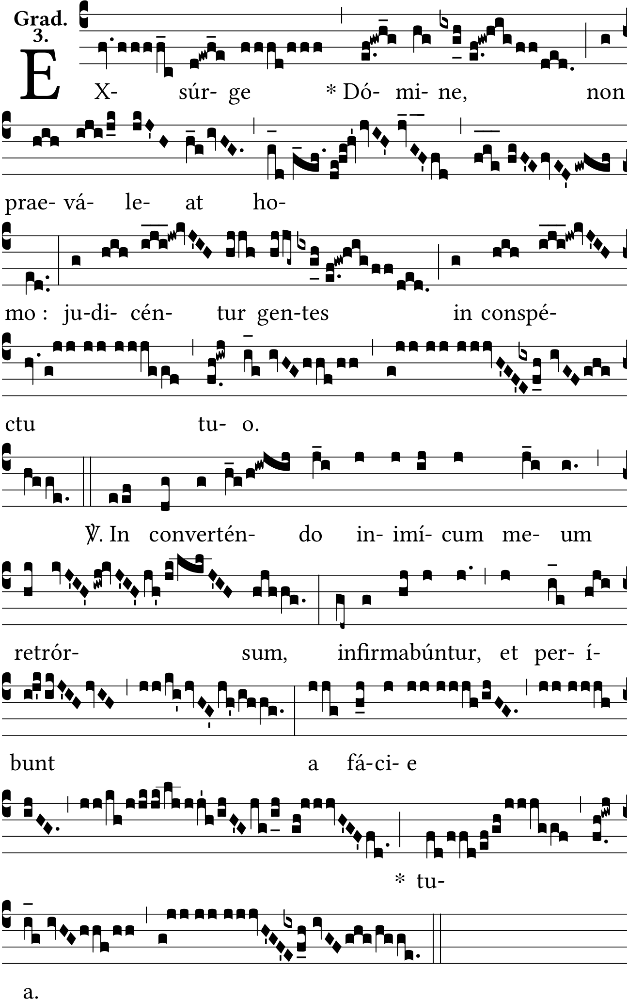 Grad.
3.
EX- súr- ge * Dó- mi- ne, non
prae- vá- le- at ho-
mo : ju-di- cén- tur gen-tes in conspé-
ctu tu- o.
℣. In convertén- do in- imí- cum me- um
retrór- sum, infirmabúntur, et per- í-
bunt a fá-ci- e
* tu-
a.